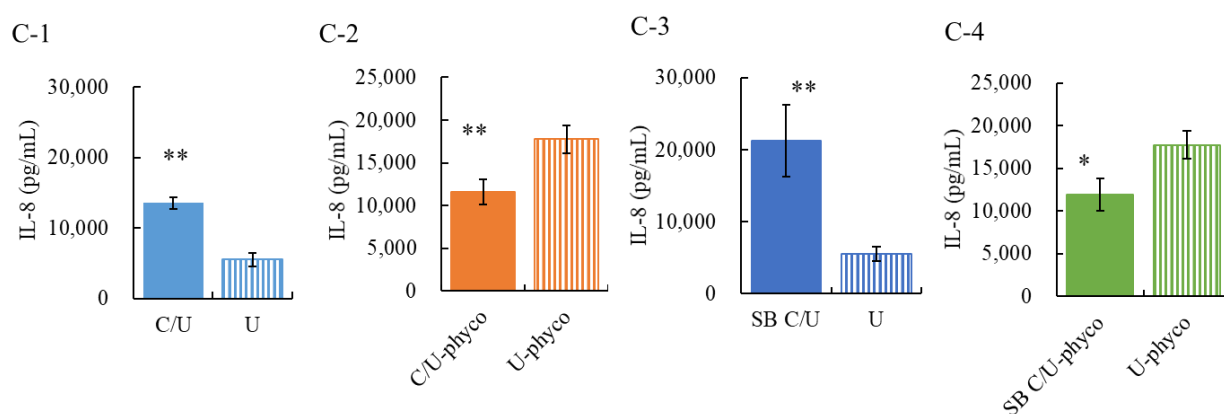 C-1
IL-8 (pg/mL)
30,000
20,000
10,000
0
**
C/U
U
C-2
IL-8 (pg/mL)
25,000
20,000
15,000
10,000
5,000
0
**
C/U-phyco
U-phyco
C-3
IL-8 (pg/mL)
30,000
20,000
10,000
0
**
SB C/U
U
C-4
IL-8 (pg/mL)
25,000
20,000
15,000
10,000
5,000
0
*
SB C/U-phyco
U-phyco